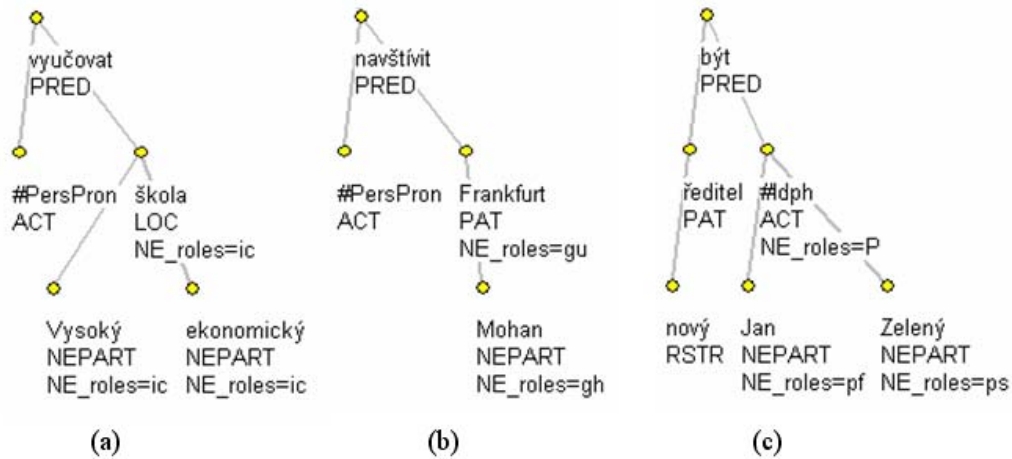 vyučovat
PRED
#PersPron
ACT
škola
LOC
NE_roles=ic
Vysoký
NEPART
NE_roles=ic
ekonomický
NEPART
NE_roles=ic
(a)
navštívit
PRED
#PersPron
ACT
Frankfurt
PAT
NE_roles=gu
Mohan
NEPART
NE_roles=gh
(b)
být
PRED
ředitel
PAT
#Idph
ACT
NE_roles=P
nový
RSTR
Jan
NEPART
NE_roles=pf
Zelený
NEPART
NE_roles=ps
(c)